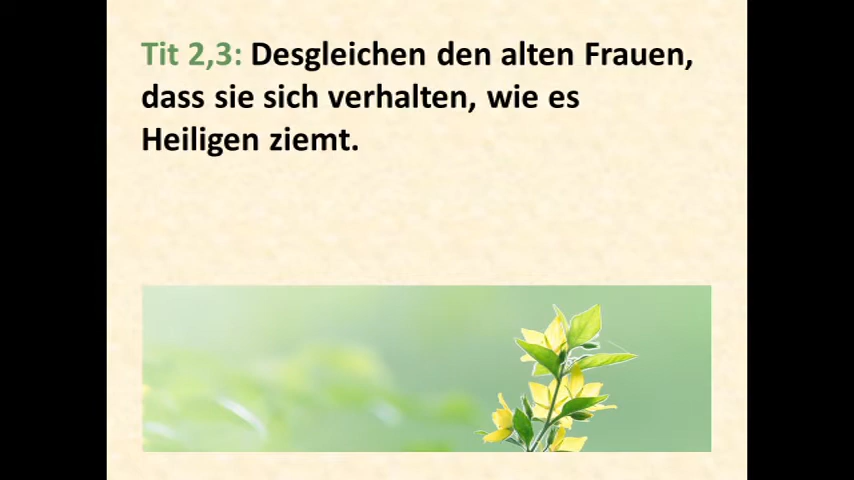 Tit 2,3: Desgleichen den alten Frauen,
dass sie sich verhalten, wie es
Heiligen ziemt.